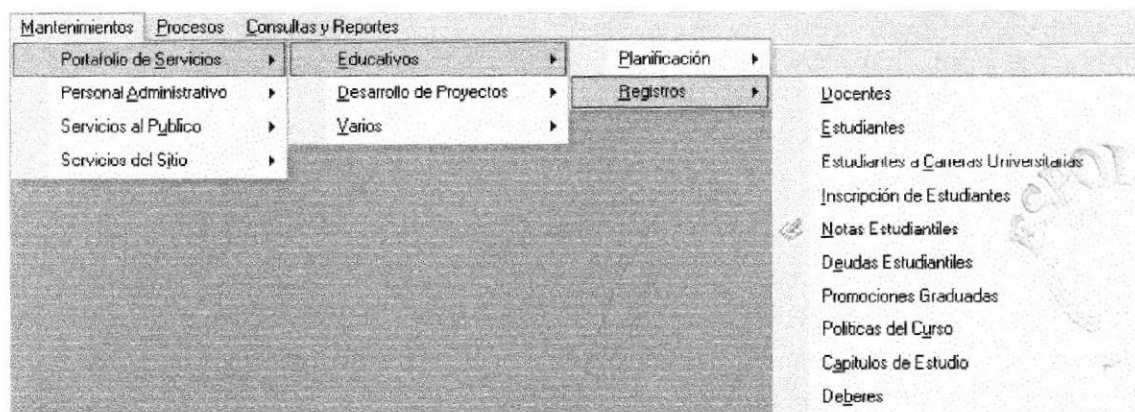 Mantenimientos Procesos Consultas y Reportes
Portafolio de Servicios
Personal Administrativo
Servicios al Publico
Servicios del Sitio
Educativos
Desarrollo de Proyectos
Varios
Planificación
Registros
Docentes
Estudiantes
Estudiantes a Carreras Universitarias
Inscripción de Estudiantes
Notas Estudiantiles
Deudas Estudiantiles
Promociones Graduadas
Politicas del Curso
Capitulos de Estudio
Deberes
ESPOL